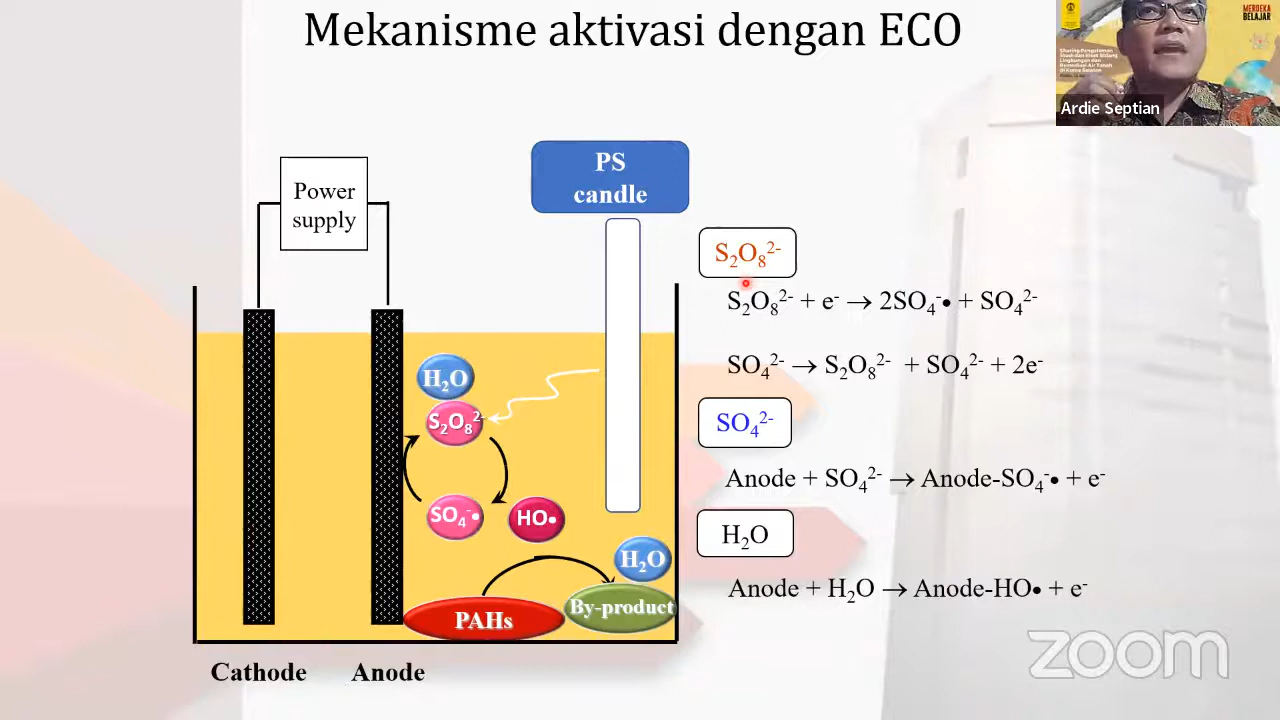 Mekanisme aktivasi dengan ECO
MERDEKA
BELAJAR
Ardie Septian
PS
candle
Power
supply
S₂O₈²⁻
S₂O₈²⁻ + e⁻ → 2SO₄⁻• + SO₄²⁻
SO₄²⁻ → S₂O₈²⁻ + SO₄²⁻ + 2e⁻
SO₄²⁻
Anode + SO₄²⁻ → Anode-SO₄⁻• + e⁻
H₂O
Anode + H₂O → Anode-HO• + e⁻
H₂O
S₂O₈²⁻
SO₄⁻•
HO•
H₂O
PAHs
By-product
Cathode
Anode
zoom